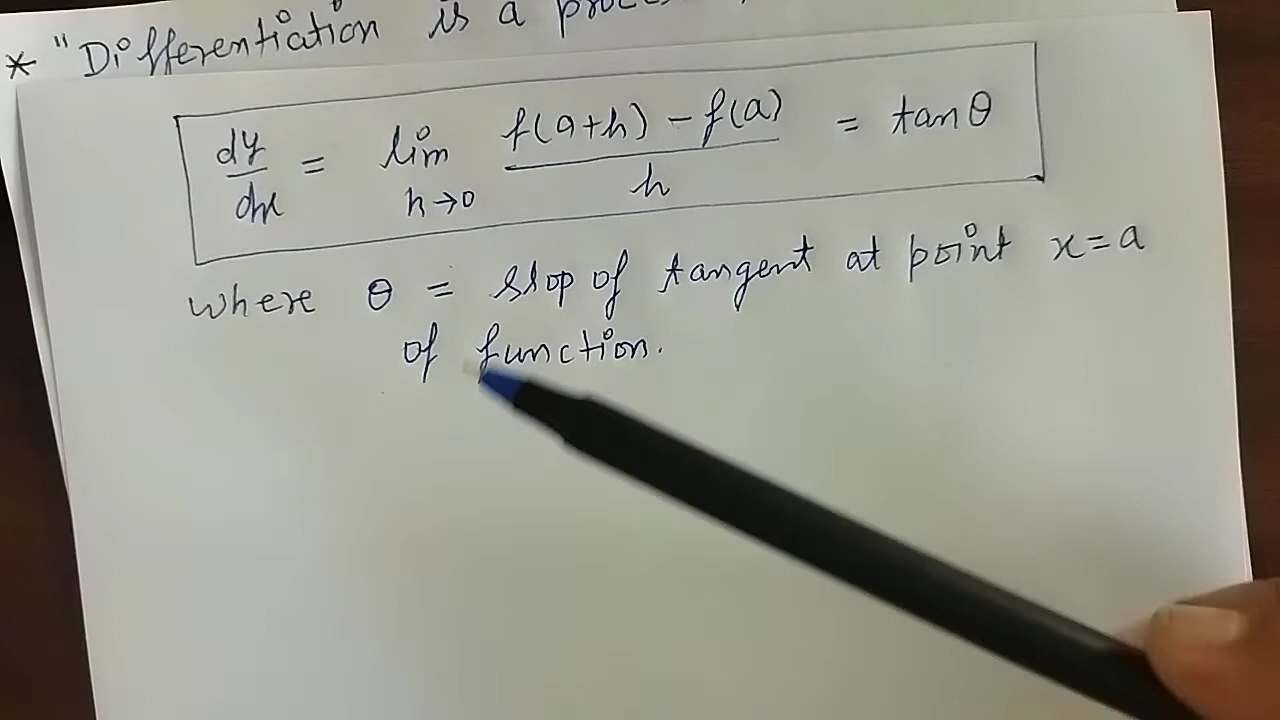 * "Differentiation is a
dy/dx = lim h→0 f(a+h) - f(a) / h = tanθ
where θ = slop of tangent at point x=a
of function.